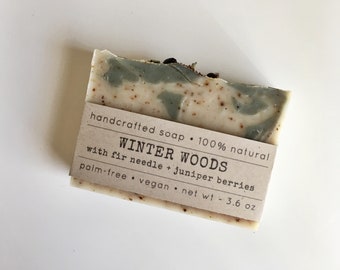 handcrafted soap • 100% natural
WINTER WOODS
with fir needle + juniper berries
palm-free • vegan • net wt - 3.6 oz